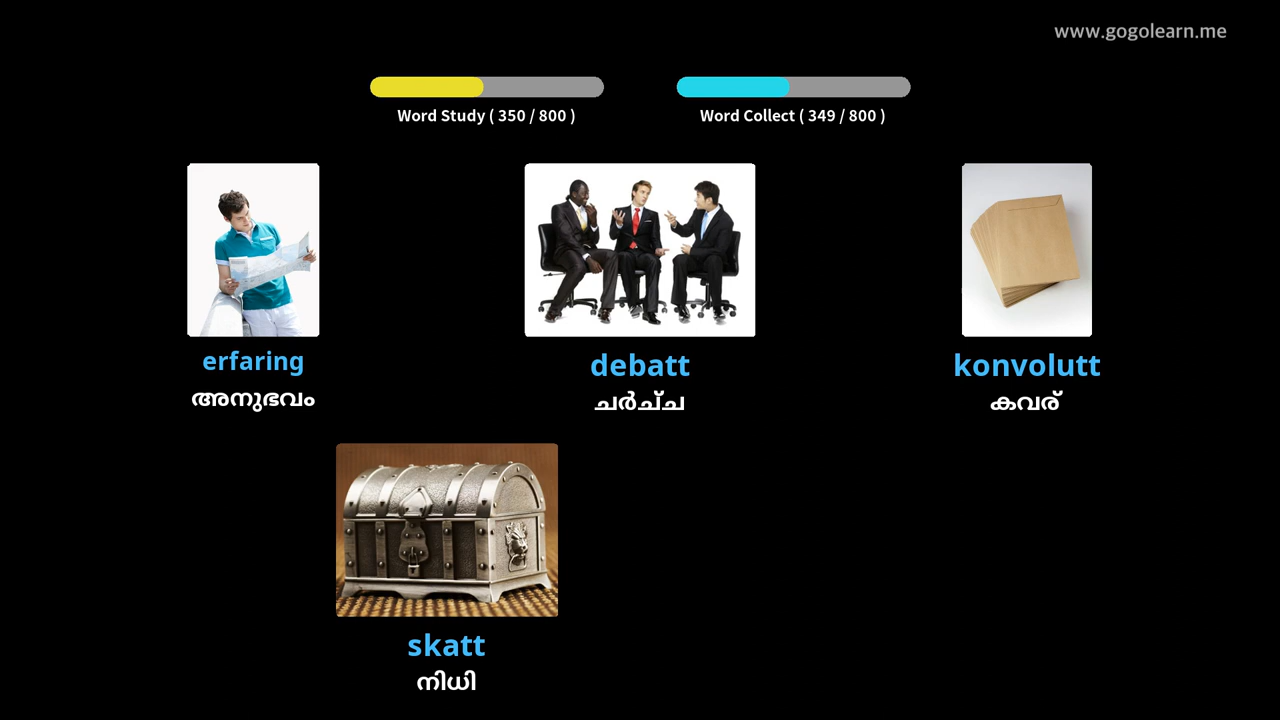 www.gogolearn.me
Word Study ( 350 / 800 )
Word Collect ( 349 / 800 )
erfaring
അനുഭവം
debatt
ചർച്ച
konvolutt
കവര്
skatt
നിധി